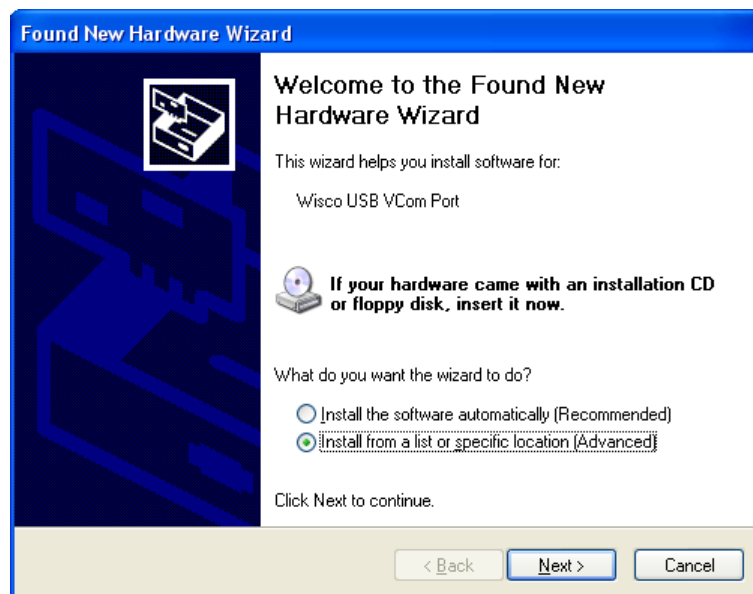 Found New Hardware Wizard
Welcome to the Found New
Hardware Wizard
This wizard helps you install software for:
Wisco USB VCom Port
If your hardware came with an installation CD
or floppy disk, insert it now.
What do you want the wizard to do?
Install the software automatically (Recommended)
Install from a list or specific location (Advanced)
Click Next to continue.
< Back Next > Cancel